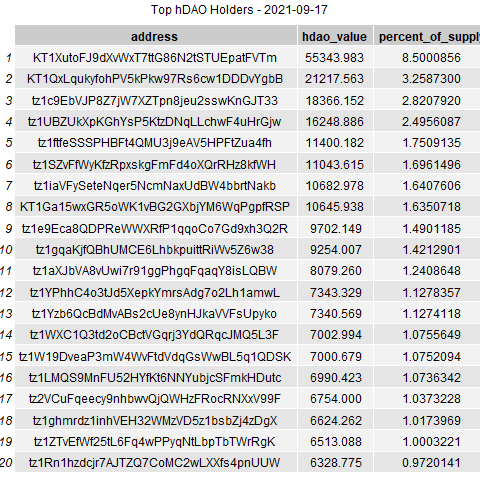 Top hDAO Holders - 2021-09-17
address hdao_value percent_of_supply
1 KT1XutoFJ9dXvWxT7ttG86N2tSTUEpatFVTm 55343.983 8.5000856
2 KT1QxLqukyfohPV5kPkw97Rs6cw1DDDvYgbB 21217.563 3.2587300
3 tz1c9EbVJP8Z7jW7XZTpn8jeu2sswKnGJT33 18366.152 2.8207920
4 tz1UBZUkXpKGhYsP5KtzDNqLLchwF4uHrGjw 16248.886 2.4956087
5 tz1ftfeSSSPHBFt4QMU3j9eAV5HPFtZua4fh 11400.182 1.7509135
6 tz1SZvFfWyKfzRpxskgFmFd4oXQrRHz8kfWH 11043.615 1.6961496
7 tz1iaVFySeteNqer5NcmNaxUdBW4bbrtNakb 10682.978 1.6407606
8 KT1Ga15wxGR5oWK1vBG2GXbjYM6WqPgpfRSP 10645.938 1.6350718
9 tz1e9Eca8QDPReWWXRfP1qqoCo7Gd9xh3Q2R 9702.149 1.4901185
10 tz1gqaKjfQBhUMCE6LhbkpuittRiWv5Z6w38 9254.007 1.4212901
11 tz1aXJbVA8vUwi7r91ggPhgqFqaqY8isLQBW 8079.260 1.2408648
12 tz1YPhhC4o3tJd5XepkYmrsAdg7o2Lh1amwL 7343.329 1.1278357
13 tz1Yzb6QcBdMvABs2cUe8ynHJkaVVFsUpyko 7340.569 1.1274118
14 tz1WXC1Q3td2oCBctVGqrj3YdQRqcJMQ5L3F 7002.994 1.0755649
15 tz1W19DveaP3mW4WvFtdVdqGsWwBL5q1QDSK 7000.679 1.0752094
16 tz1LMQS9MnFU52HYfKt6NNYubjcSFmkHDutc 6990.423 1.0736342
17 tz2VCuFqeecy9nhbwvQjQWHzFRocRNXxV99F 6754.000 1.0373228
18 tz1ghmrdz1inhVEH32WMzVD5z1bsbZj4zDgX 6624.262 1.0173969
19 tz1ZTvEfWf25tL6Fq4wPPyqNtLbpTbTWrRgK 6513.088 1.0003221
20 tz1Rn1hzdcjr7AJTZQ7CoMC2wLXXfs4pnUUW 6328.775 0.9720141